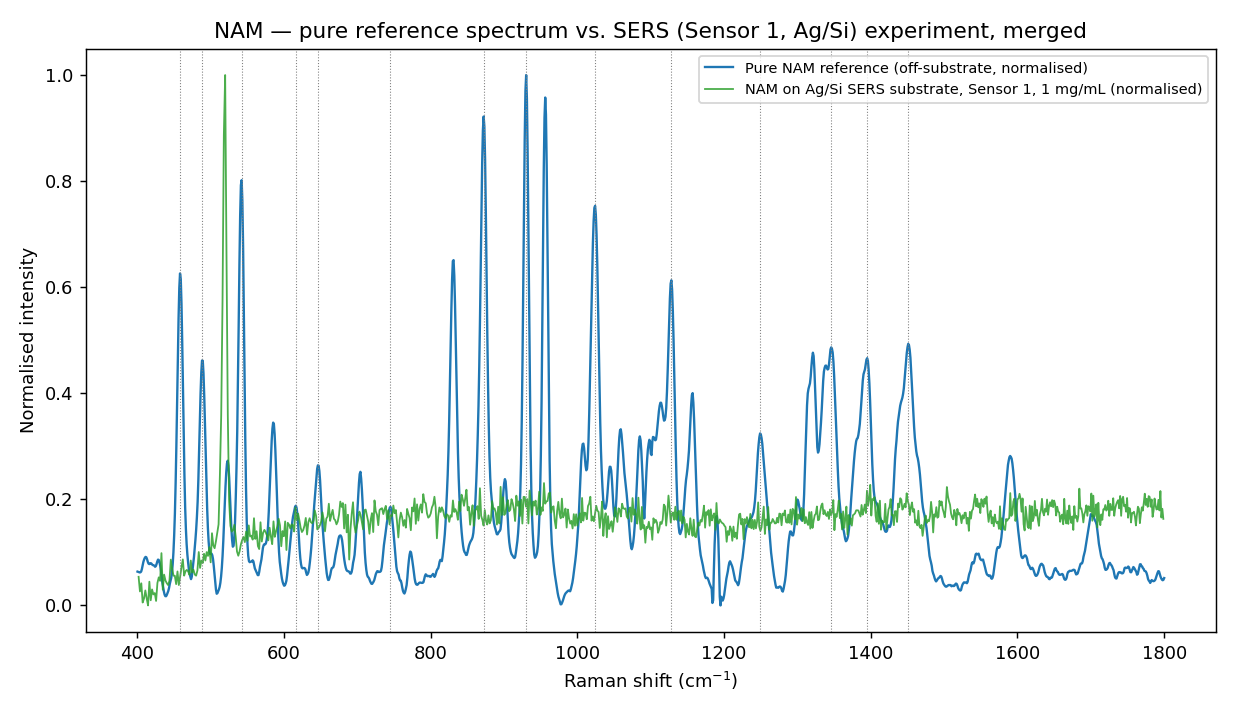 NAM — pure reference spectrum vs. SERS (Sensor 1, Ag/Si) experiment, merged
Pure NAM reference (off-substrate, normalised)
NAM on Ag/Si SERS substrate, Sensor 1, 1 mg/mL (normalised)
Normalised intensity
1.0
0.8
0.6
0.4
0.2
0.0
400 600 800 1000 1200 1400 1600 1800
Raman shift (cm⁻¹)